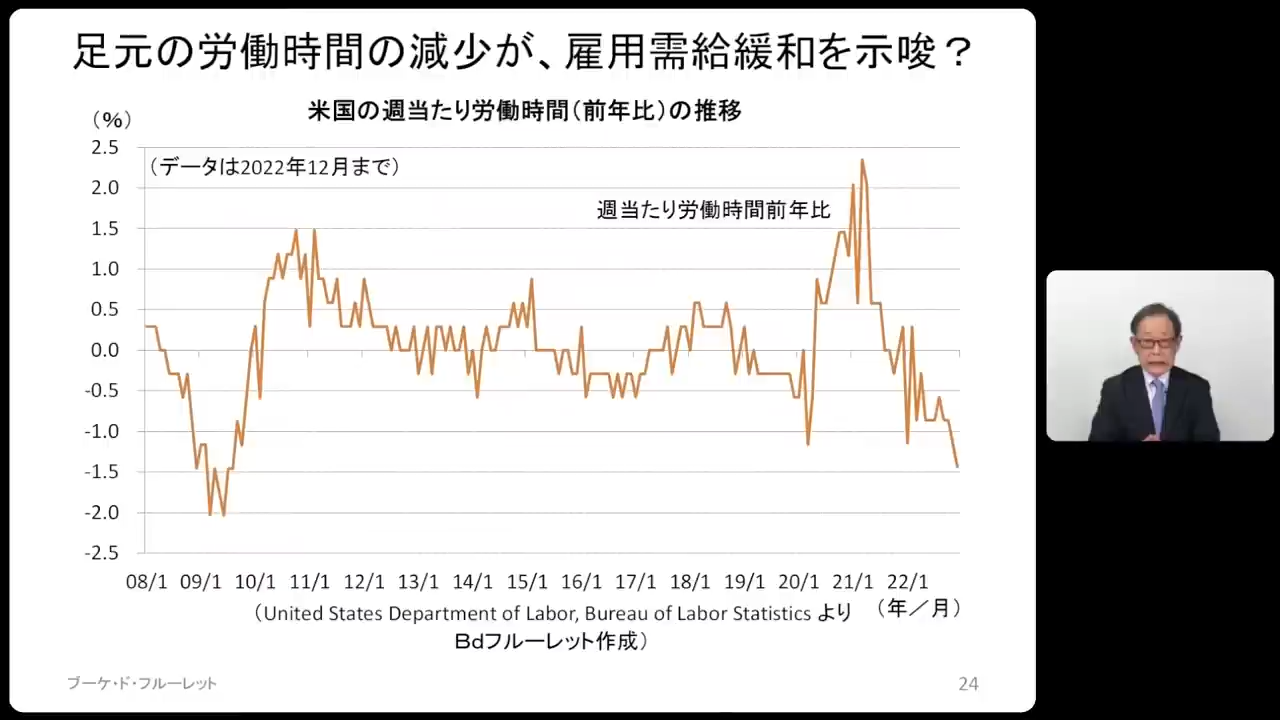 足元の労働時間の減少が、雇用需給緩和を示唆？
米国の週当たり労働時間（前年比）の推移
（％）
（データは2022年12月まで）
週当たり労働時間前年比
2.5
2.0
1.5
1.0
0.5
0.0
-0.5
-1.0
-1.5
-2.0
-2.5
08/1 09/1 10/1 11/1 12/1 13/1 14/1 15/1 16/1 17/1 18/1 19/1 20/1 21/1 22/1
（年／月）
（United States Department of Labor, Bureau of Labor Statistics より
Ｂｄフルーレット作成）
ブーケ・ド・フルーレット
24